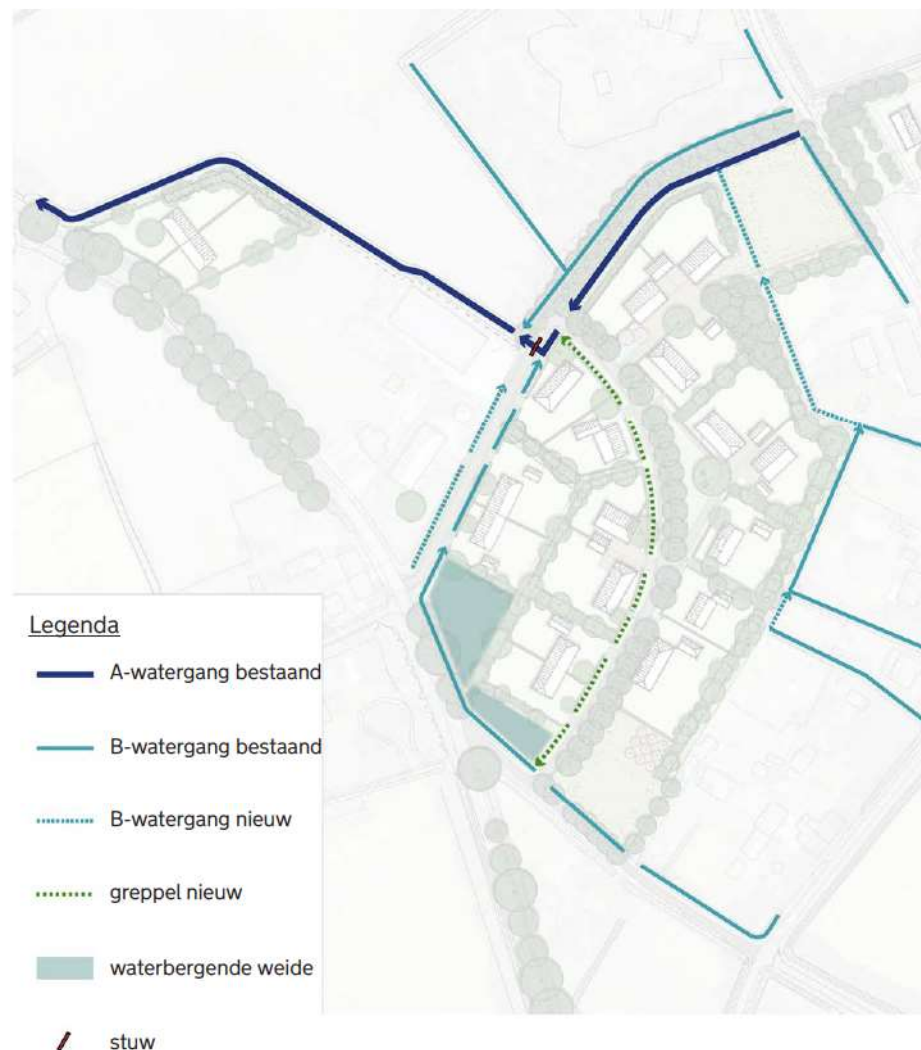 Legenda
A-watergang bestaand
B-watergang bestaand
B-watergang nieuw
greppel nieuw
waterbergende weide
stuw